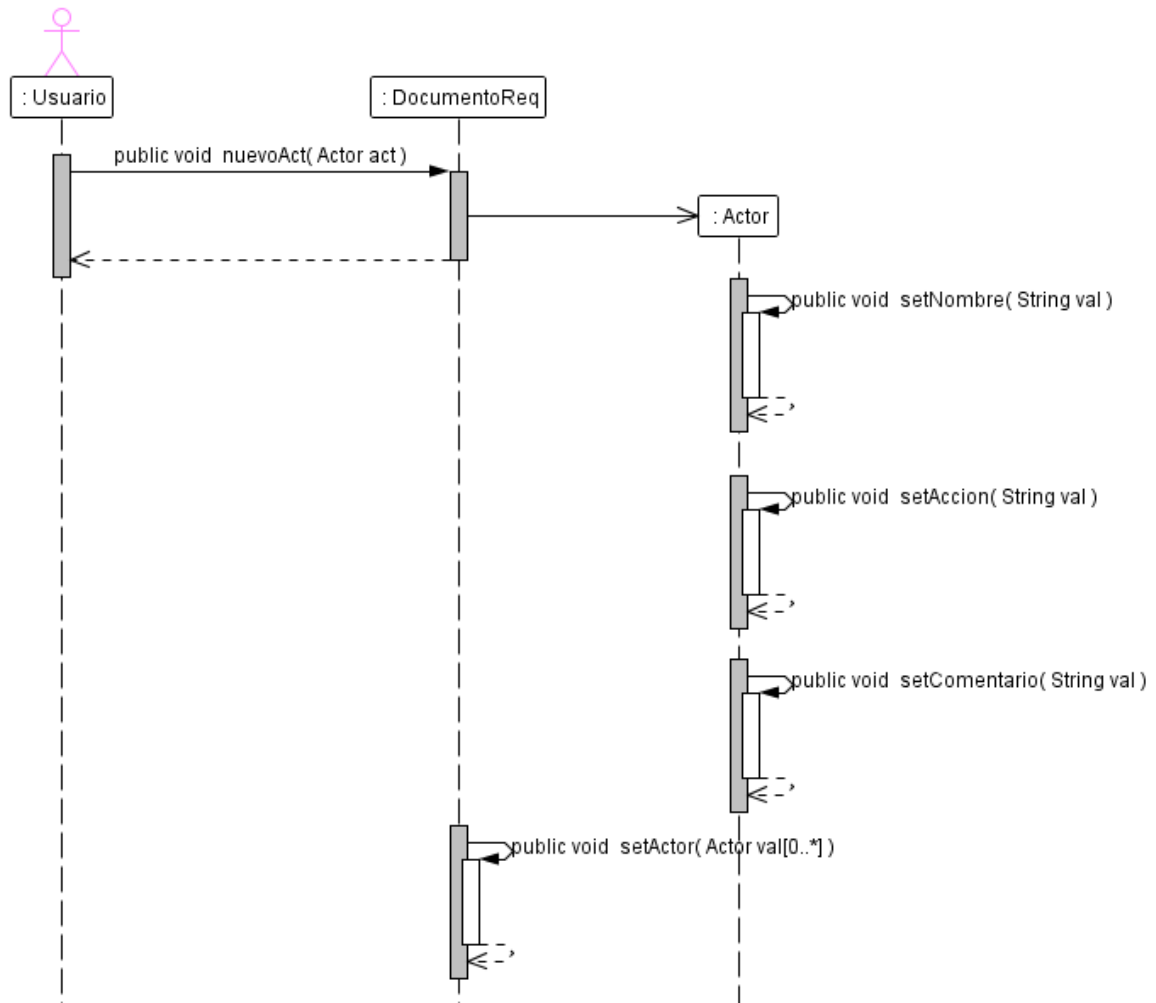 : Usuario
: DocumentoReq
public void nuevoAct( Actor act )
: Actor
public void setNombre( String val )
public void setAccion( String val )
public void setComentario( String val )
public void setActor( Actor val[0..*] )